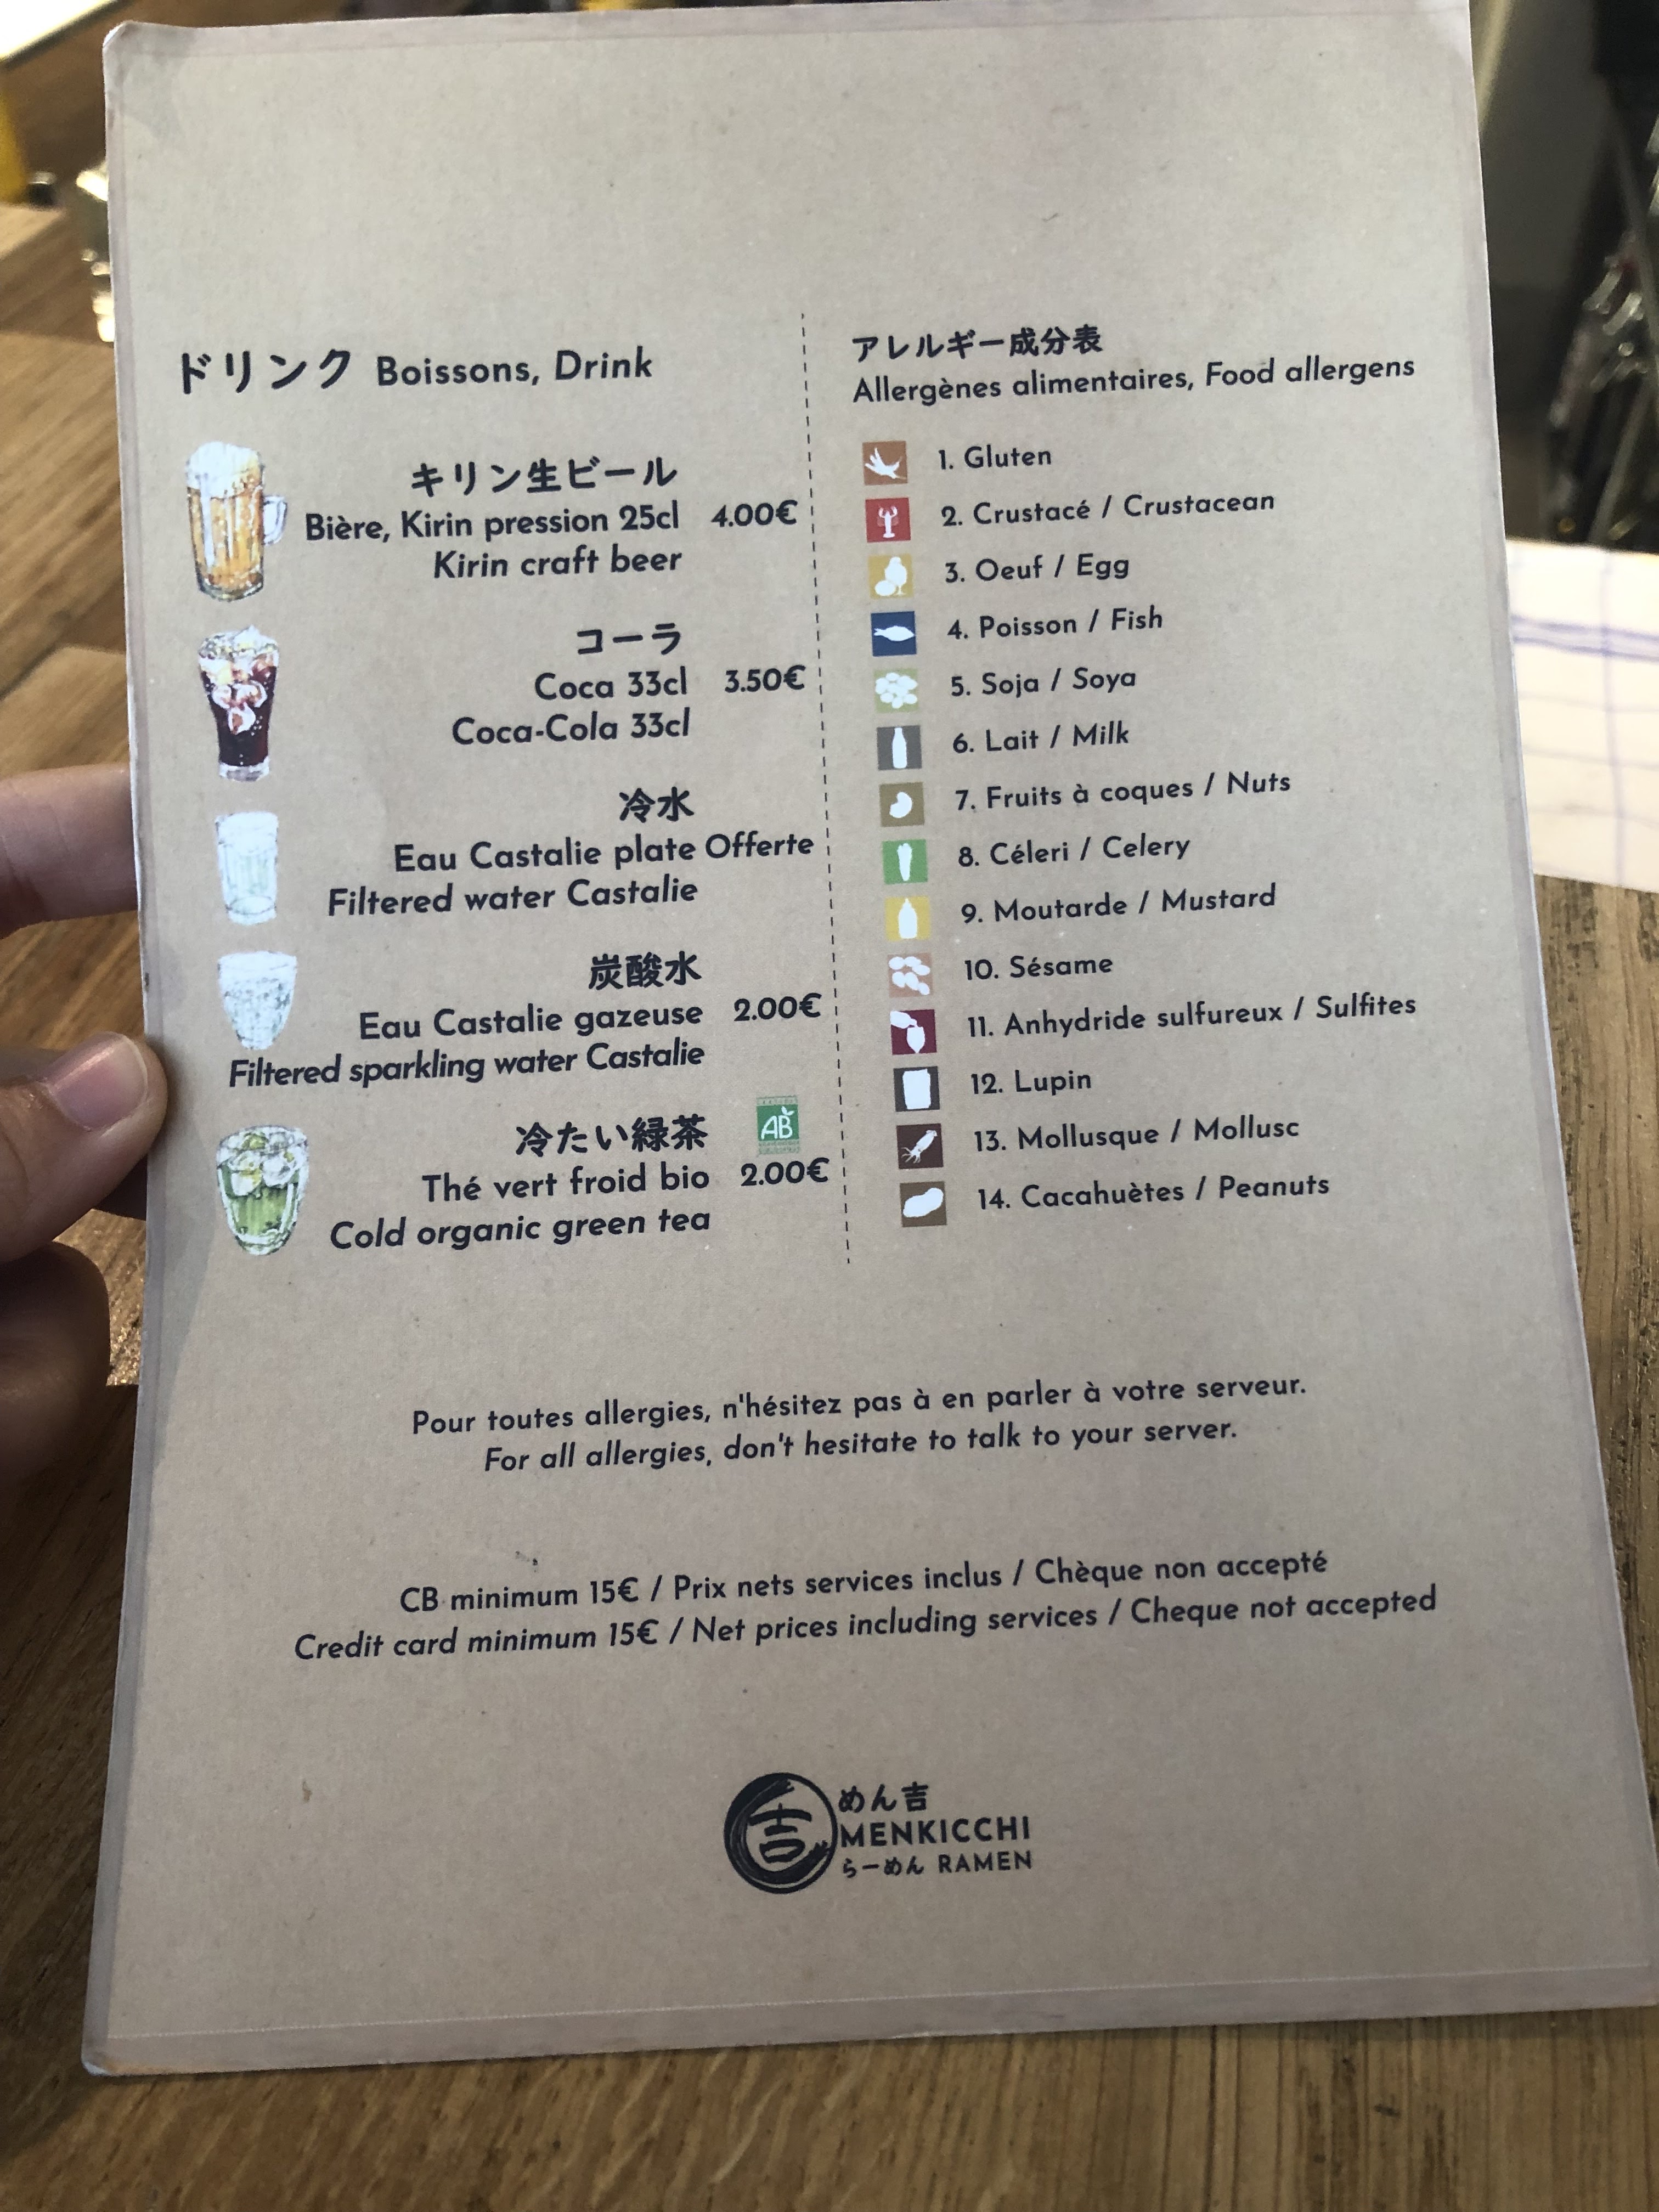 ドリンク Boissons, Drink
キリン生ビール
Bière, Kirin pression 25cl 4.00€
Kirin craft beer
コーラ
Coca 33cl 3.50€
Coca-Cola 33cl
冷水
Eau Castalie plate Offerte
Filtered water Castalie
炭酸水
Eau Castalie gazeuse 2.00€
Filtered sparkling water Castalie
冷たい緑茶 AB
Thé vert froid bio 2.00€
Cold organic green tea
アレルギー成分表
Allergènes alimentaires, Food allergens
1. Gluten
2. Crustacé / Crustacean
3. Oeuf / Egg
4. Poisson / Fish
5. Soja / Soya
6. Lait / Milk
7. Fruits à coques / Nuts
8. Céleri / Celery
9. Moutarde / Mustard
10. Sésame
11. Anhydride sulfureux / Sulfites
12. Lupin
13. Mollusque / Mollusc
14. Cacahuètes / Peanuts
Pour toutes allergies, n'hésitez pas à en parler à votre serveur.
For all allergies, don't hesitate to talk to your server.
CB minimum 15€ / Prix nets services inclus / Chèque non accepté
Credit card minimum 15€ / Net prices including services / Cheque not accepted
吉
めん吉
MENKICCHI
らーめん RAMEN